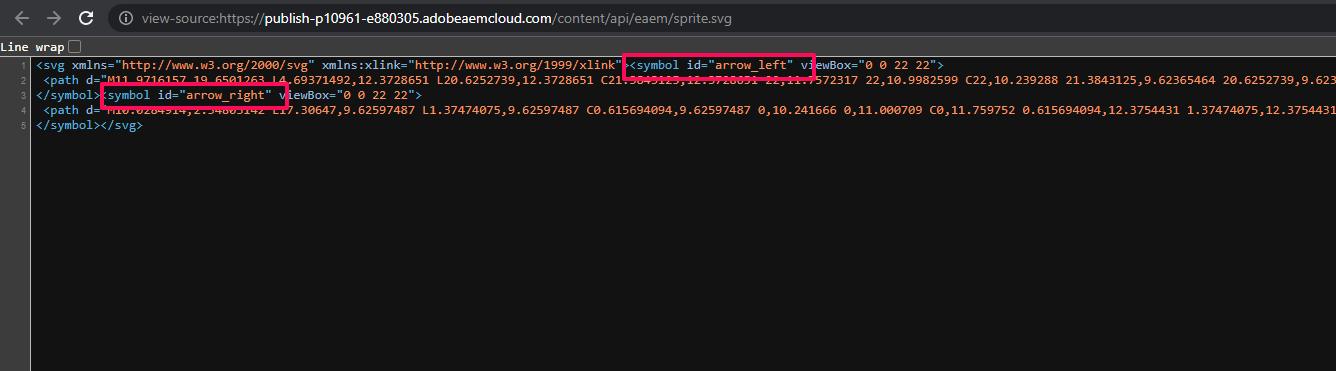 view-source:https://publish-p10961-e880305.adobeaemcloud.com/content/api/eaem/sprite.svg
Line wrap
1 <svg xmlns="http://www.w3.org/2000/svg" xmlns:xlink="http://www.w3.org/1999/xlink"><symbol id="arrow_left" viewBox="0 0 22 22">
2 <path d="M11.9716157,19.6501263 L4.69371492,12.3728651 L20.6252739,12.3728651 C21.3843125,12.3728651 22,11.7572317 22,10.9982599 C22,10.239288 21.3843125,9.62365464 20.6252739,9.623
3 </symbol><symbol id="arrow_right" viewBox="0 0 22 22">
4 <path d="M10.0284914,2.34805142 L17.30647,9.62597487 L1.37474075,9.62597487 C0.615694094,9.62597487 0,10.241666 0,11.000709 C0,11.759752 0.615694094,12.3754431 1.37474075,12.3754431
5 </symbol></svg>